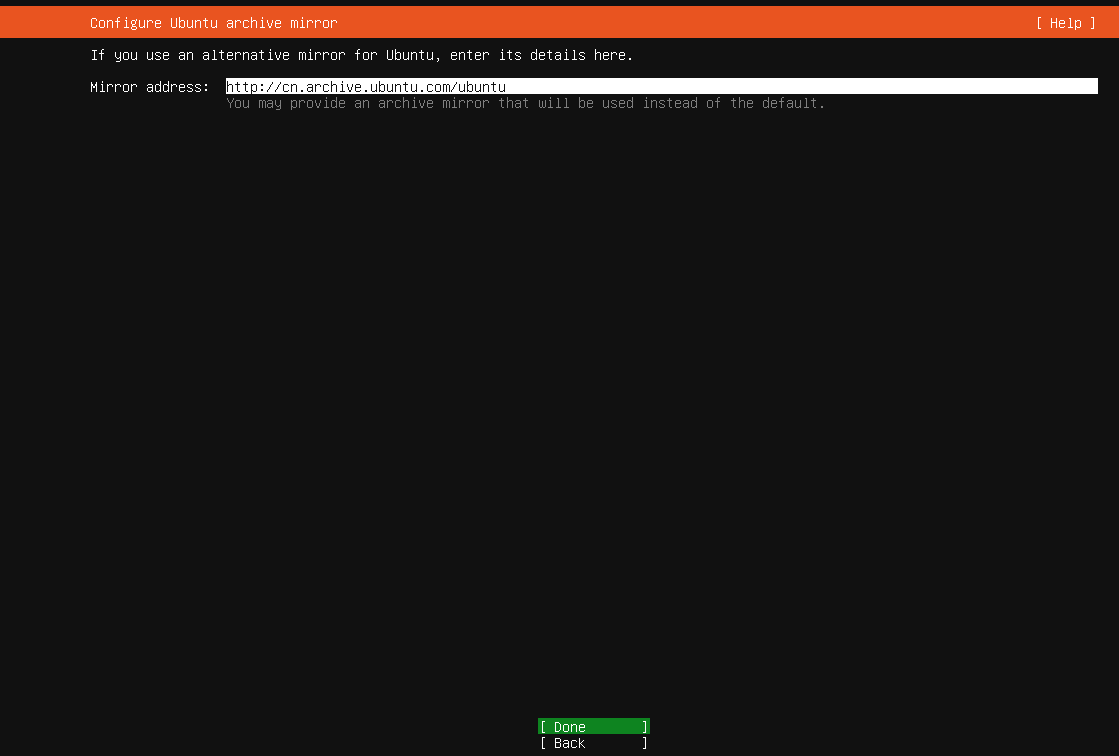 Configure Ubuntu archive mirror [ Help ]
If you use an alternative mirror for Ubuntu, enter its details here.
Mirror address: http://cn.archive.ubuntu.com/ubuntu
You may provide an archive mirror that will be used instead of the default.
[ Done ]
[ Back ]